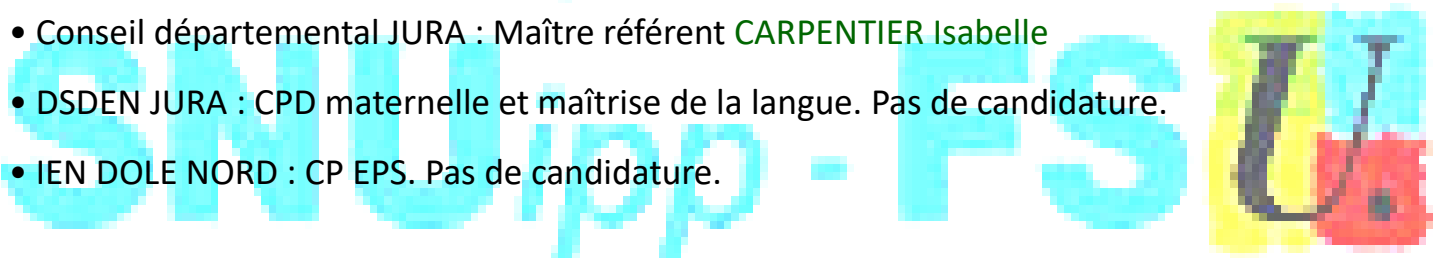 • Conseil départemental JURA : Maître référent CARPENTIER Isabelle
• DSDEN JURA : CPD maternelle et maîtrise de la langue. Pas de candidature.
• IEN DOLE NORD : CP EPS. Pas de candidature.
SNUipp - FSU.